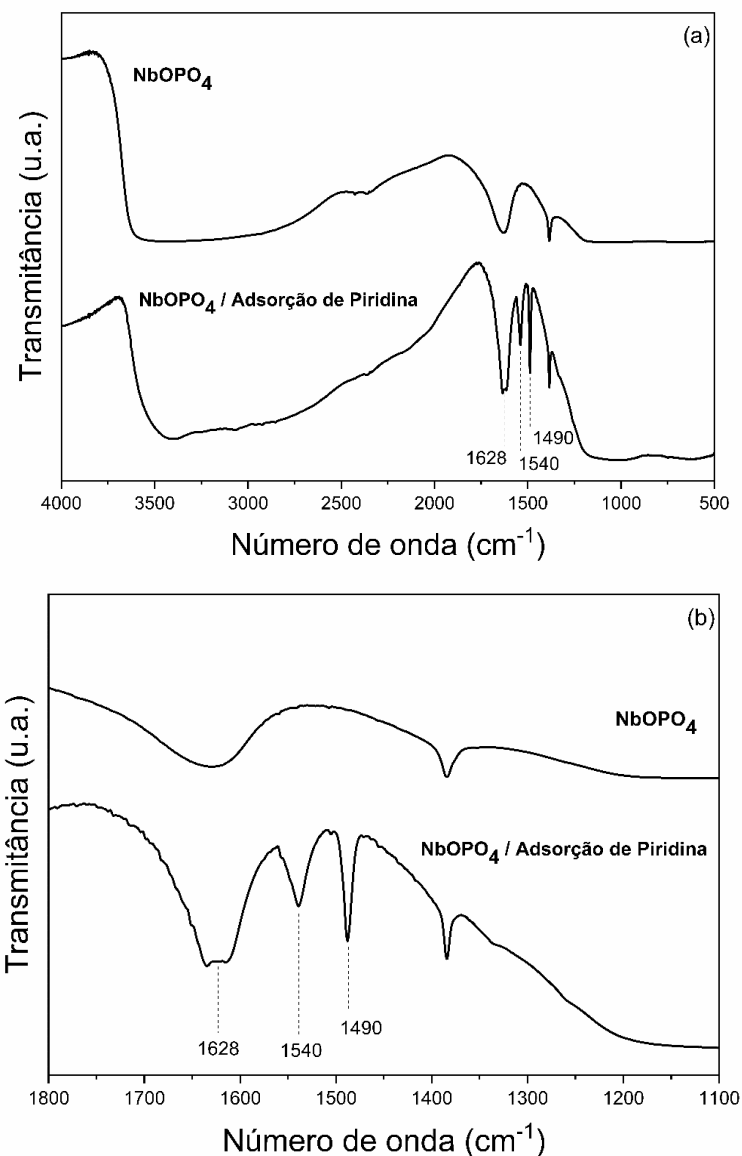 (a)
NbOPO4
NbOPO4 / Adsorção de Piridina
1490
1628
1540
Transmitância (u.a.)
4000 3500 3000 2500 2000 1500 1000 500
Número de onda (cm-1)
(b)
NbOPO4
NbOPO4 / Adsorção de Piridina
1490
1628 1540
Transmitância (u.a.)
1800 1700 1600 1500 1400 1300 1200 1100
Número de onda (cm-1)